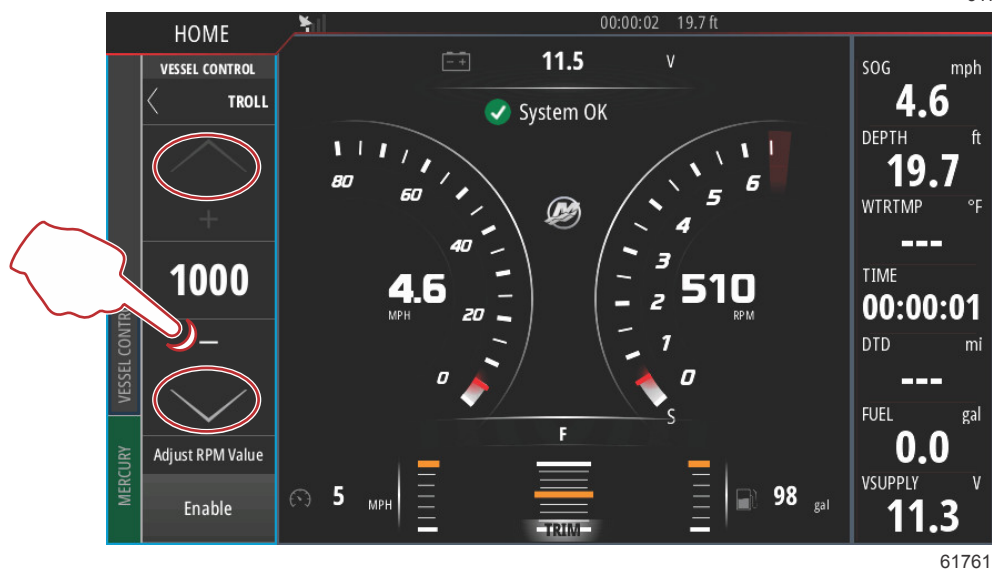 HOME
00:00:02 19.7 ft
VESSEL CONTROL
TROLL
+
1000
−
Adjust RPM Value
Enable
VESSEL CONTR
MERCURY
- +
11.5 V
System OK
80
60
40
20
0
4.6
MPH
6
5
4
3
2
1
0
S
510
RPM
F
5 MPH
TRIM
98 gal
SOG mph
4.6
DEPTH ft
19.7
WTRTMP °F
---
TIME
00:00:01
DTD mi
---
FUEL gal
0.0
VSUPPLY V
11.3
61761